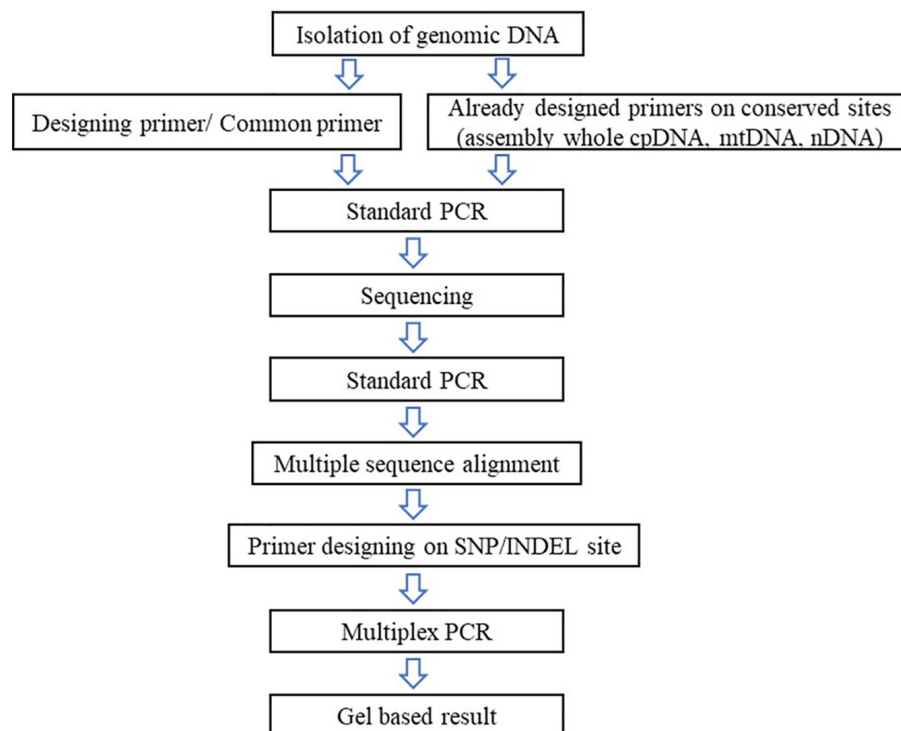 Isolation of genomic DNA
Designing primer/ Common primer
Already designed primers on conserved sites
(assembly whole cpDNA, mtDNA, nDNA)
Standard PCR
Sequencing
Standard PCR
Multiple sequence alignment
Primer designing on SNP/INDEL site
Multiplex PCR
Gel based result